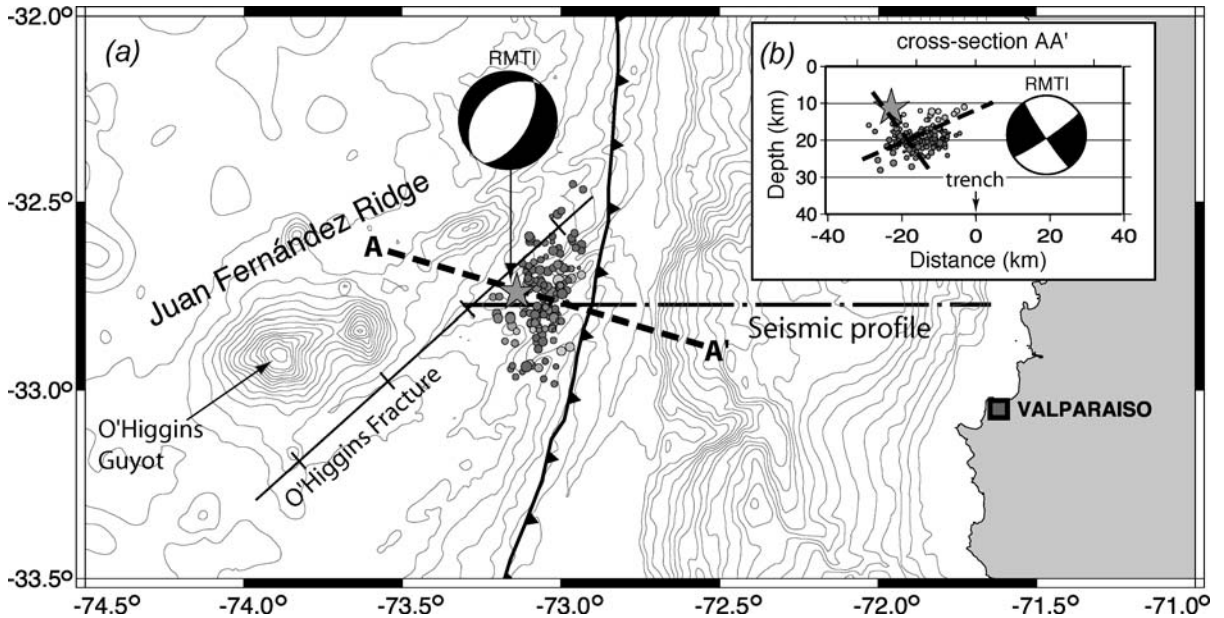 -32.0°
-32.5°
-33.0°
-33.5°
(a)
RMTI
Juan Fernández Ridge
A
A'
Seismic profile
O'Higgins
Guyot
O'Higgins Fracture
VALPARAISO
-74.5°
-74.0°
-73.5°
-73.0°
-72.5°
-72.0°
-71.5°
-71.0°
(b)
cross-section AA'
RMTI
Depth (km)
0
10
20
30
40
trench
-40
-20
0
20
40
Distance (km)